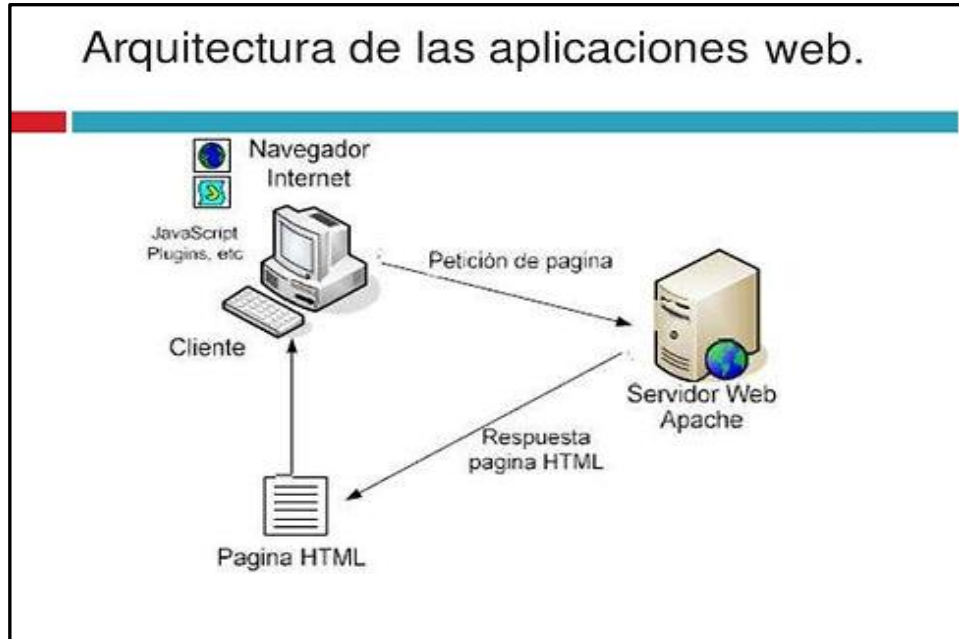 Arquitectura de las aplicaciones web.
Navegador
Internet
JavaScript
Plugins, etc
Cliente
Petición de pagina
Servidor Web
Apache
Respuesta
pagina HTML
Pagina HTML